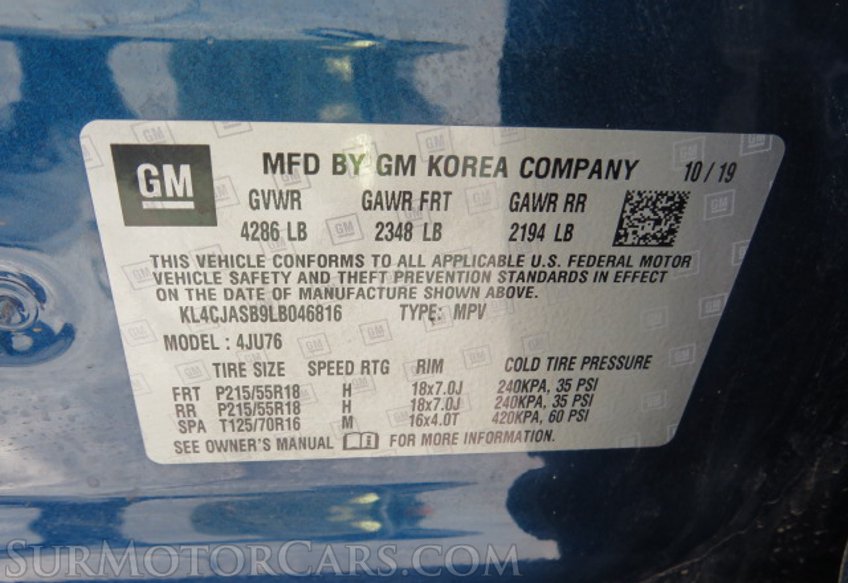 GM MFD BY GM KOREA COMPANY 10/19
GVWR GAWR FRT GAWR RR
4286 LB 2348 LB 2194 LB
THIS VEHICLE CONFORMS TO ALL APPLICABLE U.S. FEDERAL MOTOR
VEHICLE SAFETY AND THEFT PREVENTION STANDARDS IN EFFECT
ON THE DATE OF MANUFACTURE SHOWN ABOVE.
KL4CJASB9LB046816 TYPE: MPV
MODEL : 4JU76
TIRE SIZE SPEED RTG RIM COLD TIRE PRESSURE
FRT P215/55R18 H 18x7.0J 240KPA, 35 PSI
RR P215/55R18 H 18x7.0J 240KPA, 35 PSI
SPA T125/70R16 M 16x4.0T 420KPA, 60 PSI
SEE OWNER'S MANUAL FOR MORE INFORMATION.
SURMOTORCARS.COM